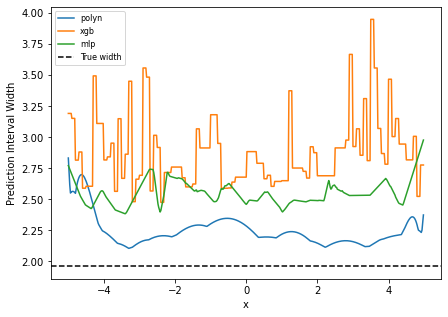 polyn
xgb
mlp
True width
Prediction Interval Width
4.00
3.75
3.50
3.25
3.00
2.75
2.50
2.25
2.00
−4
−2
0
2
4
x